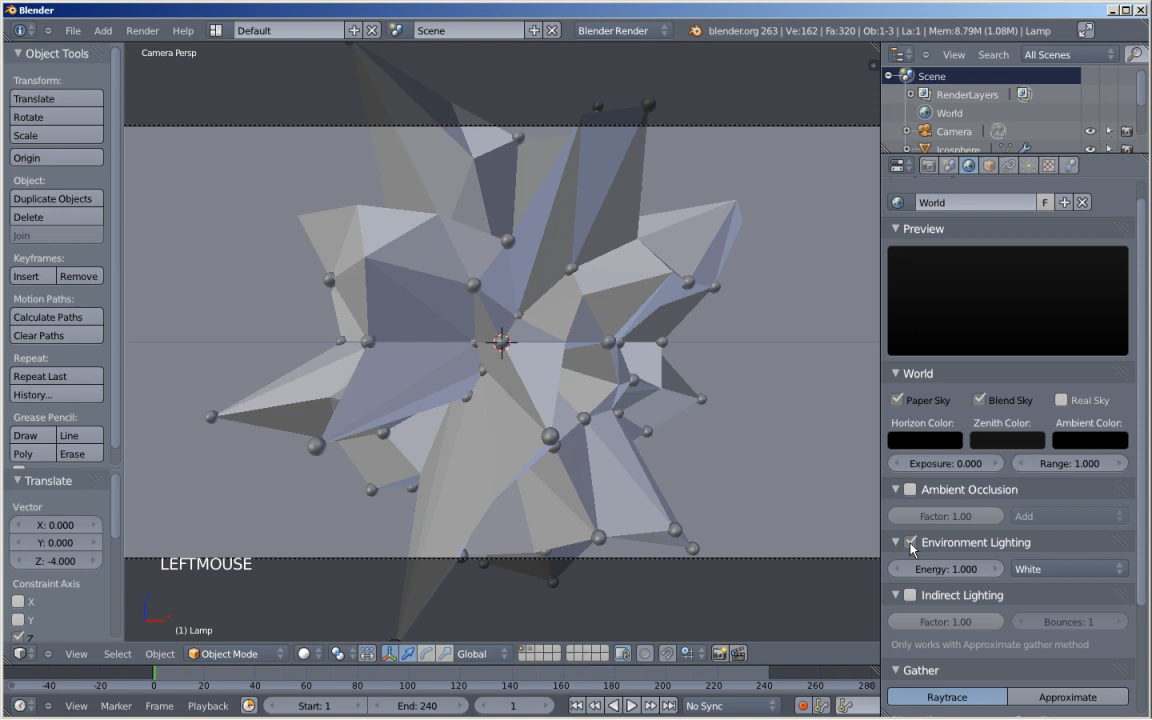 Blender
File Add Render Help Default Scene Blender Render blender.org 263 | Ve:162 | Fa:320 | Ob:1-3 | La:1 | Mem:8.79M (1.08M) | Lamp
Object Tools
Transform:
Translate
Rotate
Scale
Origin
Object:
Duplicate Objects
Delete
Join
Keyframes:
Insert Remove
Motion Paths:
Calculate Paths
Clear Paths
Repeat:
Repeat Last
History...
Grease Pencil:
Draw Line
Poly Erase
Translate
Vector
X: 0.000
Y: 0.000
Z: -4.000
Constraint Axis
X
Y
Z
Camera Persp
LEFTMOUSE
(1) Lamp
View Select Object Object Mode Global
-40 -20 0 20 40 60 80 100 120 140 160 180 200 220 240 260 280
View Marker Frame Playback Start: 1 End: 240 1 No Sync
View Search All Scenes
Scene
RenderLayers
World
Camera
Icosphere
World F
Preview
World
Paper Sky Blend Sky Real Sky
Horizon Color: Zenith Color: Ambient Color:
Exposure: 0.000 Range: 1.000
Ambient Occlusion
Factor: 1.00 Add
Environment Lighting
Energy: 1.000 White
Indirect Lighting
Factor: 1.00 Bounces: 1
Only works with Approximate gather method
Gather
Raytrace Approximate